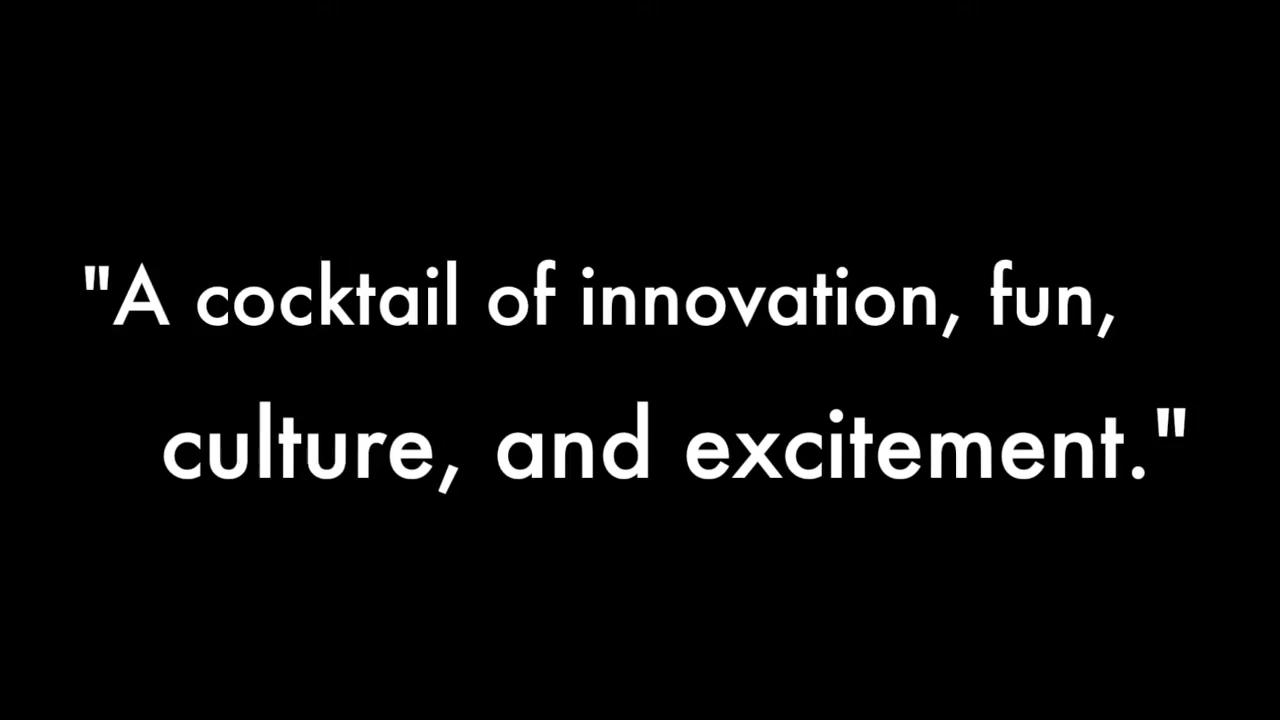 "A cocktail of innovation, fun,
culture, and excitement."